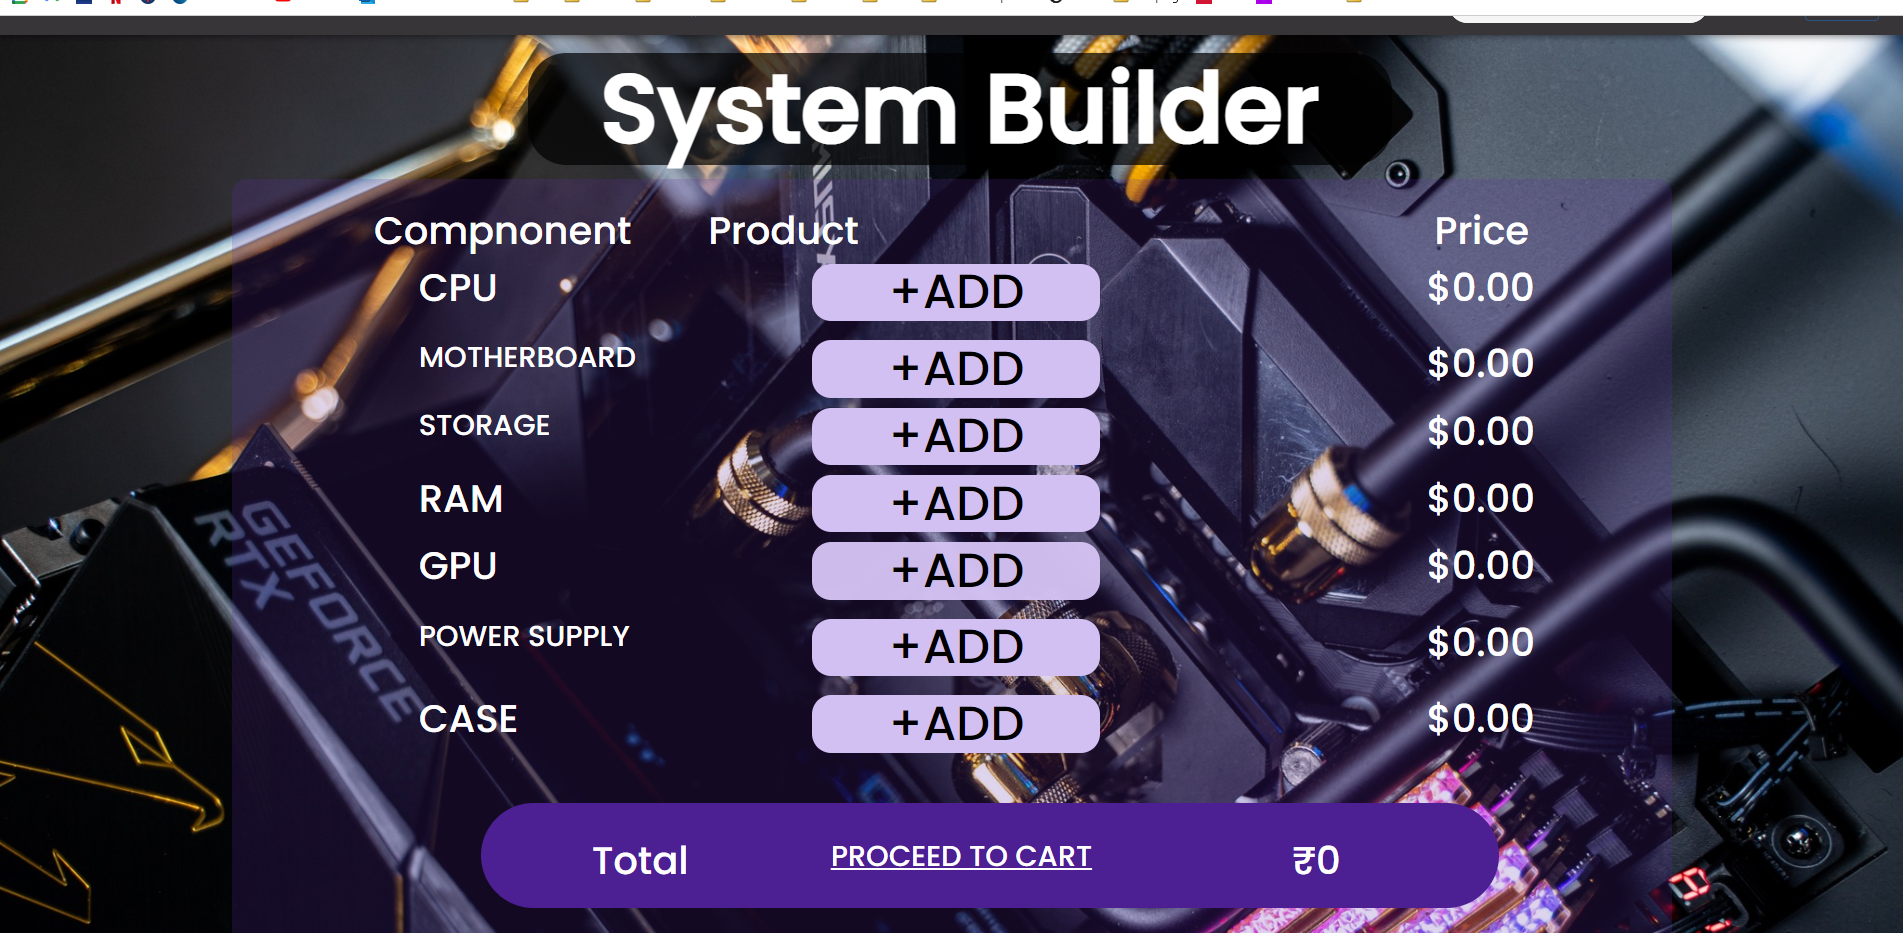 System Builder
Compnonent Product Price
CPU +ADD $0.00
MOTHERBOARD +ADD $0.00
STORAGE +ADD $0.00
RAM +ADD $0.00
GPU +ADD $0.00
POWER SUPPLY +ADD $0.00
CASE +ADD $0.00
GEFORCE
RTX
Total PROCEED TO CART ₹0